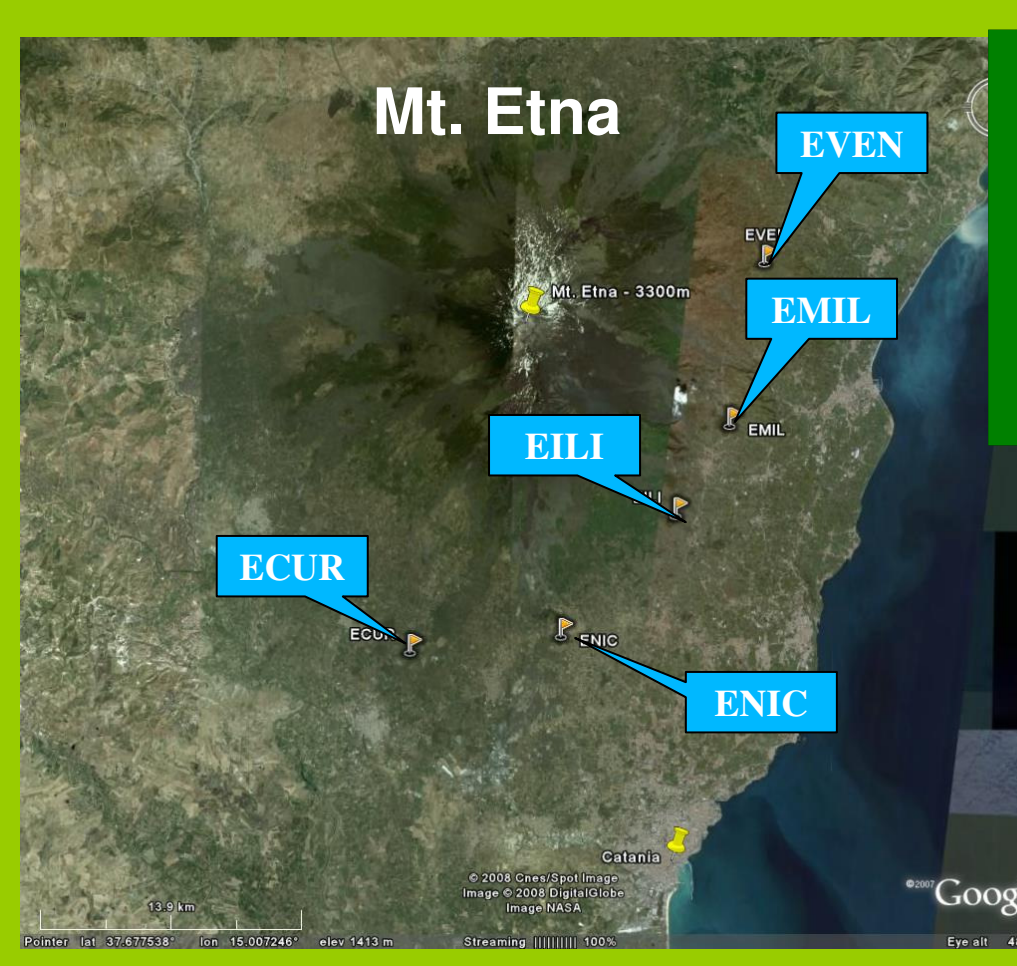 Mt. Etna
EVEN
EVE
Mt. Etna - 3300m
EMIL
EMIL
EILI
ECUR
ECUR
ENIC
ENIC
Catania
© 2008 Cnes/Spot Image
Image © 2008 DigitalGlobe
Image NASA
©2007 Goog
13.9 km
Pointer lat 37.677538° lon 15.007246° elev 1413 m Streaming |||||||||| 100% Eye alt